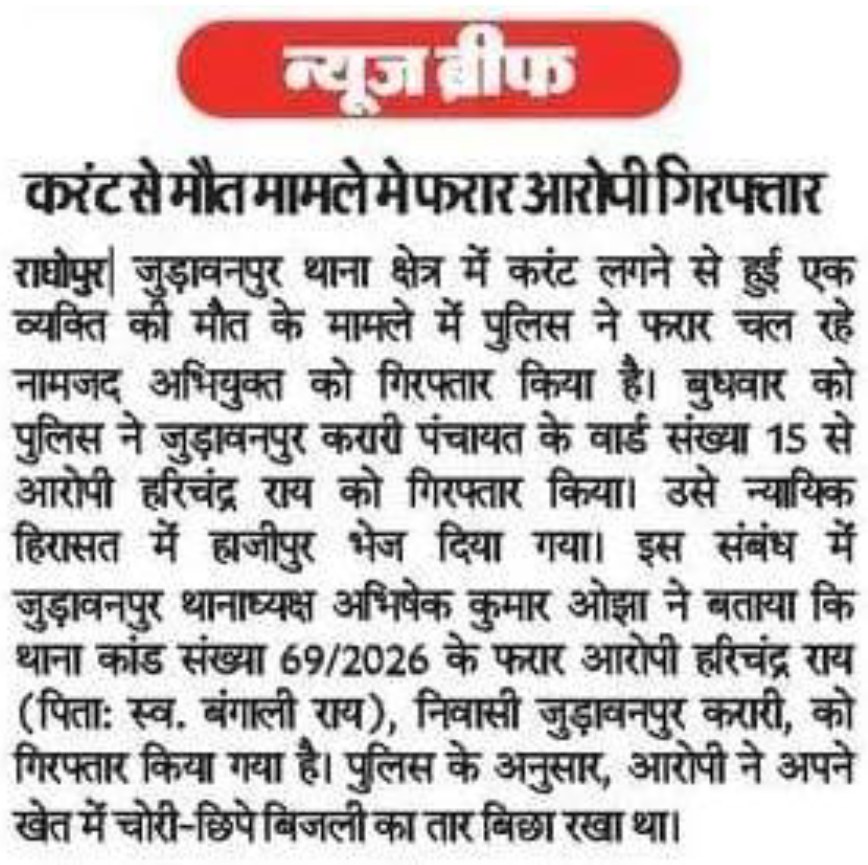 न्यूज ब्रीफ
करंट से मौत मामले मे फरार आरोपी गिरफ्तार
राघोपुर| जुड़ावनपुर थाना क्षेत्र में करंट लगने से हुई एक
व्यक्ति की मौत के मामले में पुलिस ने फरार चल रहे
नामजद अभियुक्त को गिरफ्तार किया है। बुधवार को
पुलिस ने जुड़ावनपुर करारी पंचायत के वार्ड संख्या 15 से
आरोपी हरिचंद्र राय को गिरफ्तार किया। उसे न्यायिक
हिरासत में हाजीपुर भेज दिया गया। इस संबंध में
जुड़ावनपुर थानाध्यक्ष अभिषेक कुमार ओझा ने बताया कि
थाना कांड संख्या 69/2026 के फरार आरोपी हरिचंद्र राय
(पिता: स्व. बंगाली राय), निवासी जुड़ावनपुर करारी, को
गिरफ्तार किया गया है। पुलिस के अनुसार, आरोपी ने अपने
खेत में चोरी-छिपे बिजली का तार बिछा रखा था।